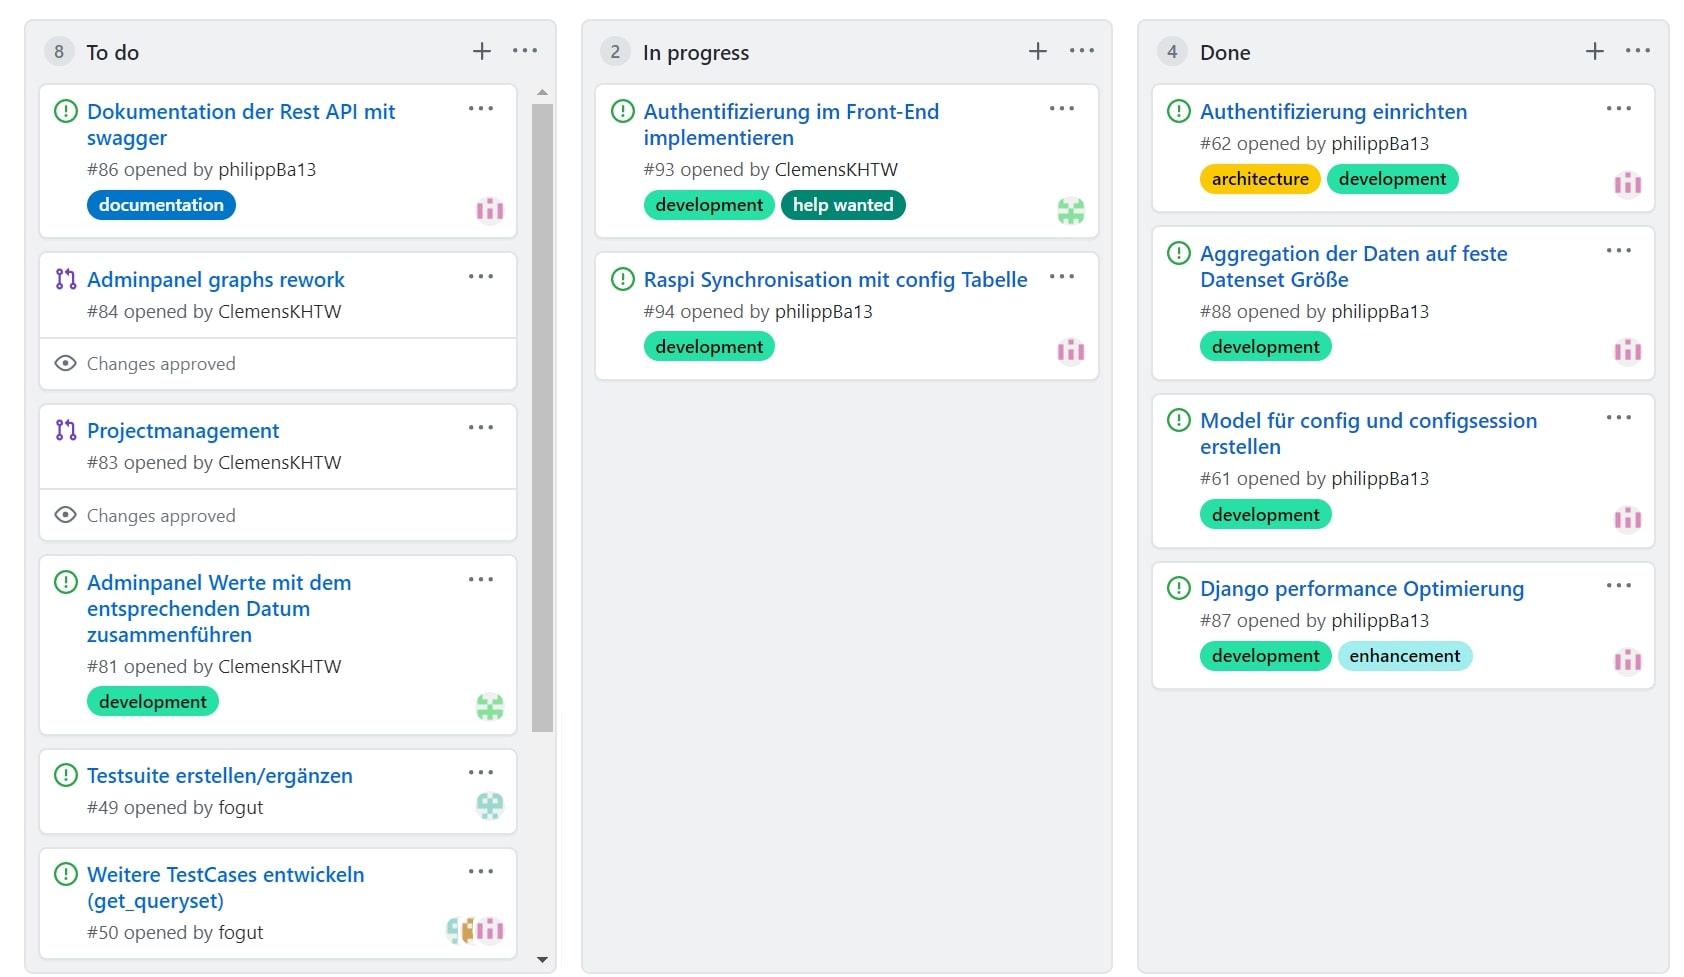 8 To do
Dokumentation der Rest API mit
swagger
#86 opened by philippBa13
documentation
Adminpanel graphs rework
#84 opened by ClemensKHTW
Changes approved
Projectmanagement
#83 opened by ClemensKHTW
Changes approved
Adminpanel Werte mit dem
entsprechenden Datum
zusammenführen
#81 opened by ClemensKHTW
development
Testsuite erstellen/ergänzen
#49 opened by fogut
Weitere TestCases entwickeln
(get_queryset)
#50 opened by fogut
2 In progress
Authentifizierung im Front-End
implementieren
#93 opened by ClemensKHTW
development help wanted
Raspi Synchronisation mit config Tabelle
#94 opened by philippBa13
development
4 Done
Authentifizierung einrichten
#62 opened by philippBa13
architecture development
Aggregation der Daten auf feste
Datenset Größe
#88 opened by philippBa13
development
Model für config und configsession
erstellen
#61 opened by philippBa13
development
Django performance Optimierung
#87 opened by philippBa13
development enhancement